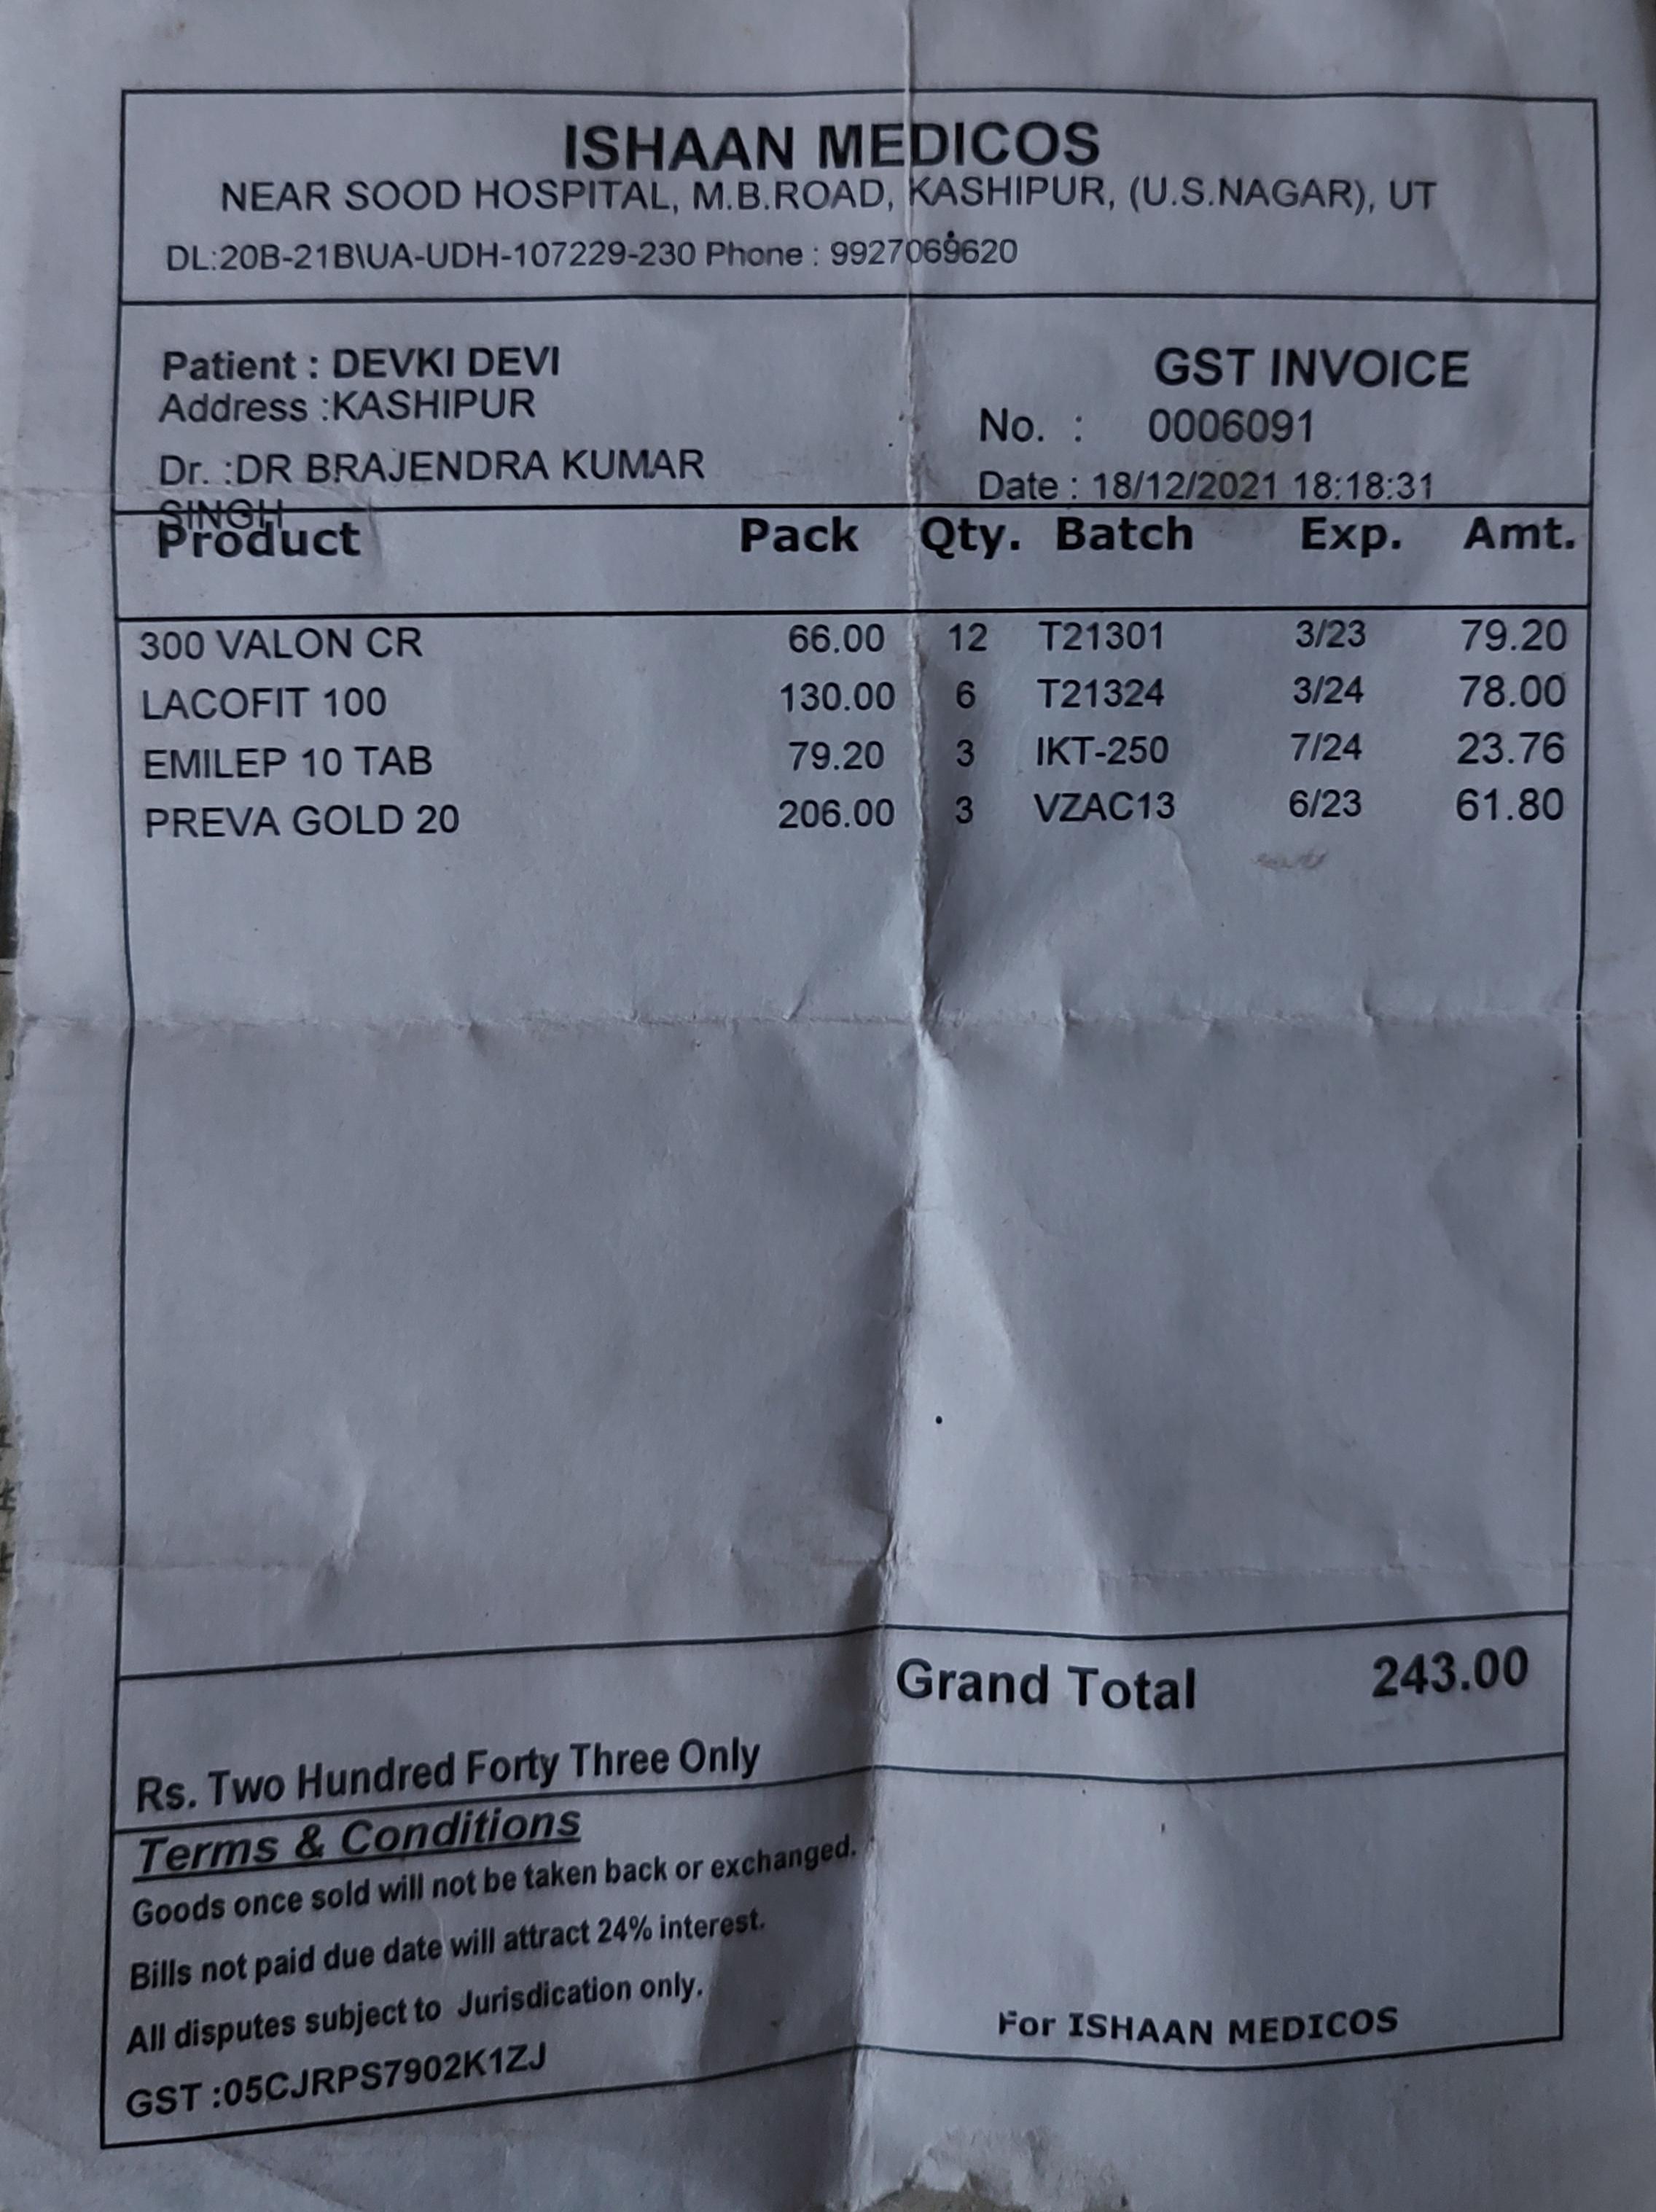 ISHAAN MEDICOS
NEAR SOOD HOSPITAL, M.B.ROAD, KASHIPUR, (U.S.NAGAR), UT
DL:20B-21B\UA-UDH-107229-230 Phone : 9927069620
Patient : DEVKI DEVI
Address :KASHIPUR
Dr. :DR BRAJENDRA KUMAR
SINGH
GST INVOICE
No. : 0006091
Date : 18/12/2021 18:18:31
Product Pack Qty. Batch Exp. Amt.
300 VALON CR 66.00 12 T21301 3/23 79.20
LACOFIT 100 130.00 6 T21324 3/24 78.00
EMILEP 10 TAB 79.20 3 IKT-250 7/24 23.76
PREVA GOLD 20 206.00 3 VZAC13 6/23 61.80
Grand Total 243.00
Rs. Two Hundred Forty Three Only
Terms & Conditions
Goods once sold will not be taken back or exchanged.
Bills not paid due date will attract 24% interest.
All disputes subject to Jurisdication only.
GST :05CJRPS7902K1ZJ
For ISHAAN MEDICOS